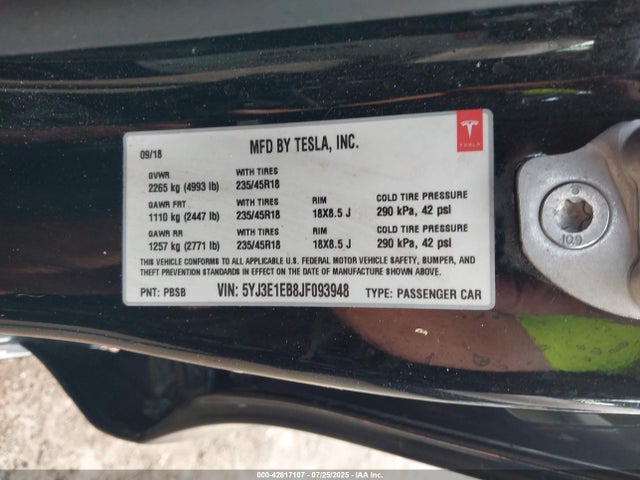 MFD BY TESLA, INC.
TESLA
09/18
GVWR WITH TIRES
2265 kg (4993 lb) 235/45R18
GAWR FRT WITH TIRES RIM COLD TIRE PRESSURE
1110 kg (2447 lb) 235/45R18 18X8.5 J 290 kPa, 42 psi
GAWR RR WITH TIRES RIM COLD TIRE PRESSURE
1257 kg (2771 lb) 235/45R18 18X8.5 J 290 kPa, 42 psi
THIS VEHICLE CONFORMS TO ALL APPLICABLE U.S. FEDERAL MOTOR VEHICLE SAFETY, BUMPER, AND
THEFT PREVENTION STANDARDS IN EFFECT ON THE DATE OF MANUFACTURE SHOWN ABOVE.
PNT: PBSB VIN: 5YJ3E1EB8JF093948 TYPE: PASSENGER CAR
10.9
000-42817107 - 07/25/2025 - IAAI.COM